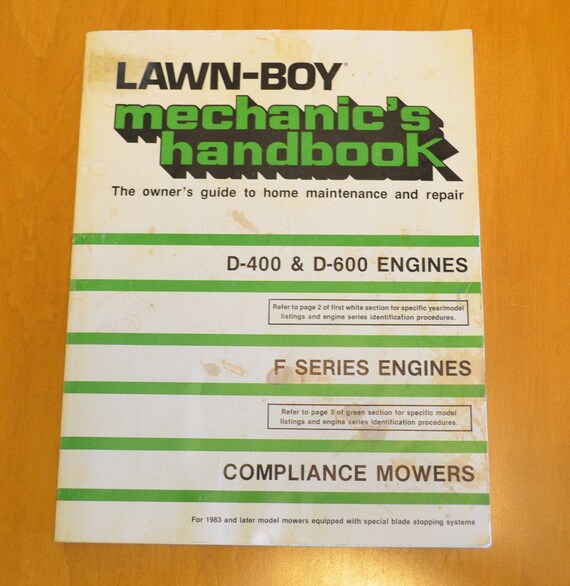 LAWN-BOY®
mechanic's
handbook
The owner's guide to home maintenance and repair
D-400 & D-600 ENGINES
Refer to page 2 of first white section for specific year/model
listings and engine series identification procedures.
F SERIES ENGINES
Refer to page 3 of green section for specific model
listings and engine series identification procedures.
COMPLIANCE MOWERS
For 1983 and later model mowers equipped with special blade stopping systems